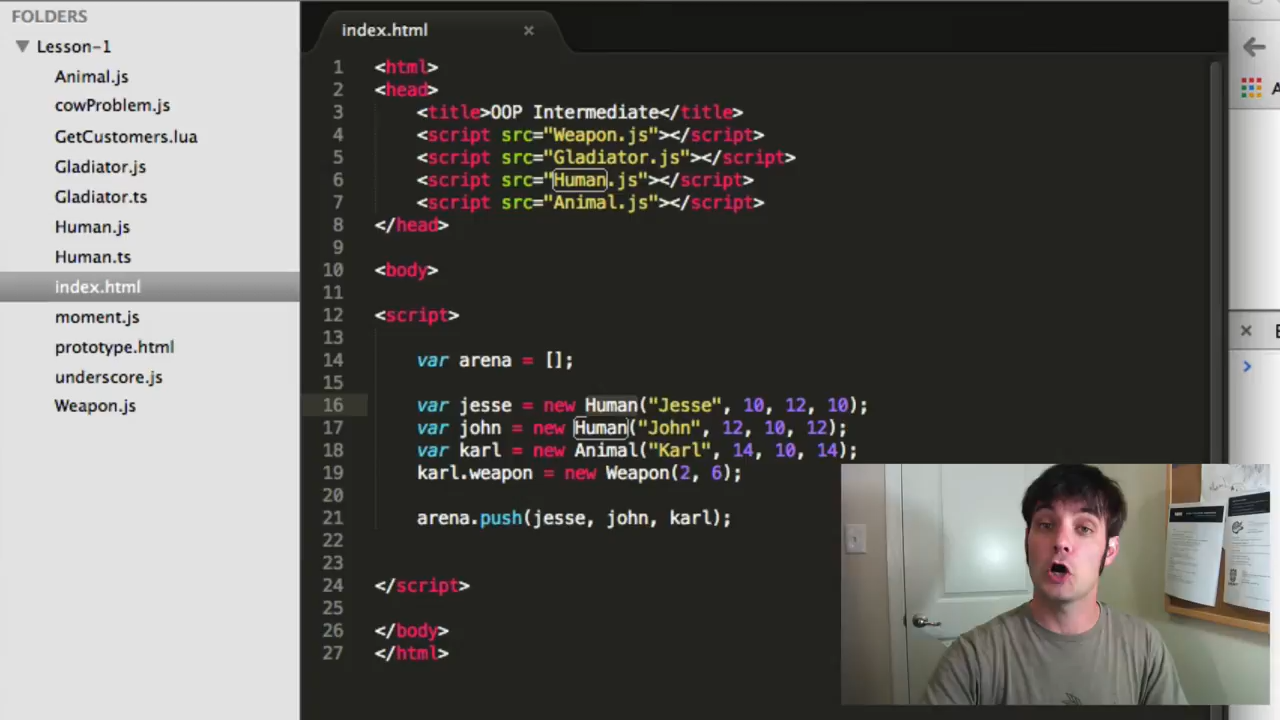 FOLDERS
Lesson-1
Animal.js
cowProblem.js
GetCustomers.lua
Gladiator.js
Gladiator.ts
Human.js
Human.ts
index.html
moment.js
prototype.html
underscore.js
Weapon.js
index.html
1 <html>
2 <head>
3 <title>OOP Intermediate</title>
4 <script src="Weapon.js"></script>
5 <script src="Gladiator.js"></script>
6 <script src="Human.js"></script>
7 <script src="Animal.js"></script>
8 </head>
9
10 <body>
11
12 <script>
13
14 var arena = [];
15
16 var jesse = new Human("Jesse", 10, 12, 10);
17 var john = new Human("John", 12, 10, 12);
18 var karl = new Animal("Karl", 14, 10, 14);
19 karl.weapon = new Weapon(2, 6);
20
21 arena.push(jesse, john, karl);
22
23
24 </script>
25
26 </body>
27 </html>